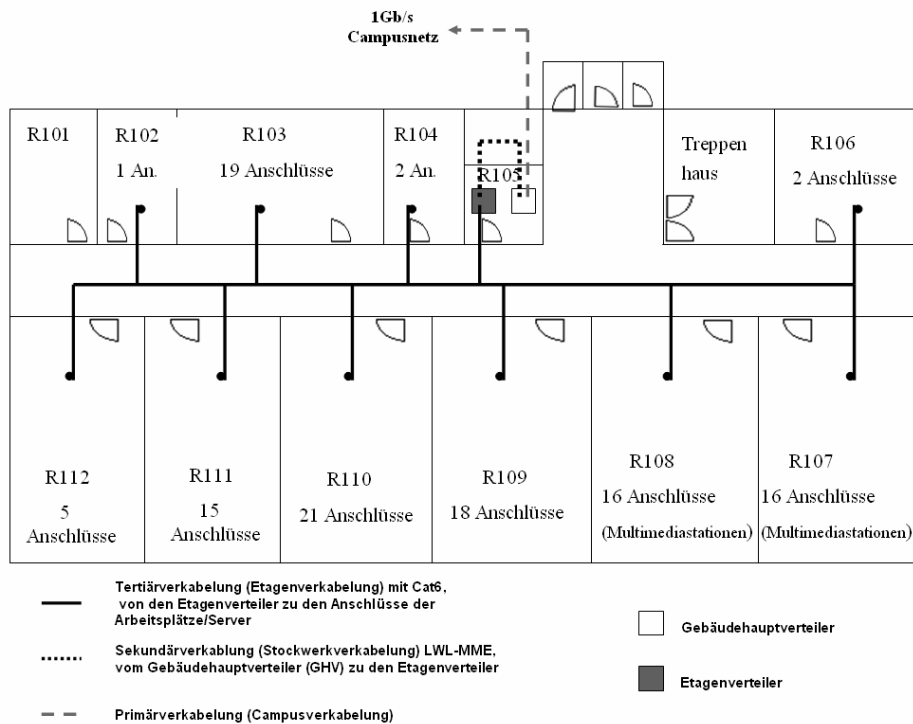 1Gb/s
Campusnetz
R101
R102
1 An.
R103
19 Anschlüsse
R104
2 An.
R105
Treppen
haus
R106
2 Anschlüsse
R112
5
Anschlüsse
R111
15
Anschlüsse
R110
21 Anschlüsse
R109
18 Anschlüsse
R108
16 Anschlüsse
(Multimediastationen)
R107
16 Anschlüsse
(Multimediastationen)
Tertiärverkabelung (Etagenverkabelung) mit Cat6,
von den Etagenverteiler zu den Anschlüsse der
Arbeitsplätze/Server
Sekundärverkablung (Stockwerkverkabelung) LWL-MME,
vom Gebäudehauptverteiler (GHV) zu den Etagenverteiler
Primärverkabelung (Campusverkabelung)
Gebäudehauptverteiler
Etagenverteiler